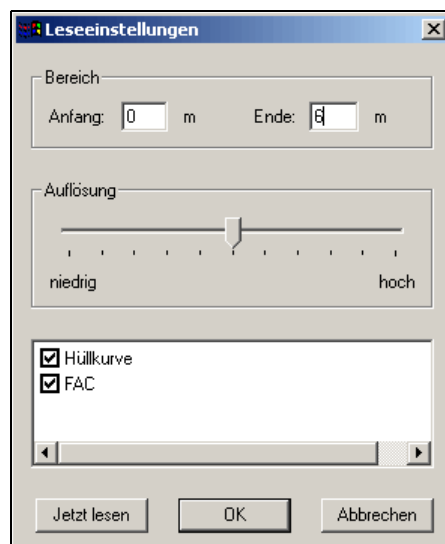 Leseeinstellungen
Bereich
Anfang: 0 m Ende: 6 m
Auflösung
niedrig hoch
Hüllkurve
FAC
Jetzt lesen OK Abbrechen